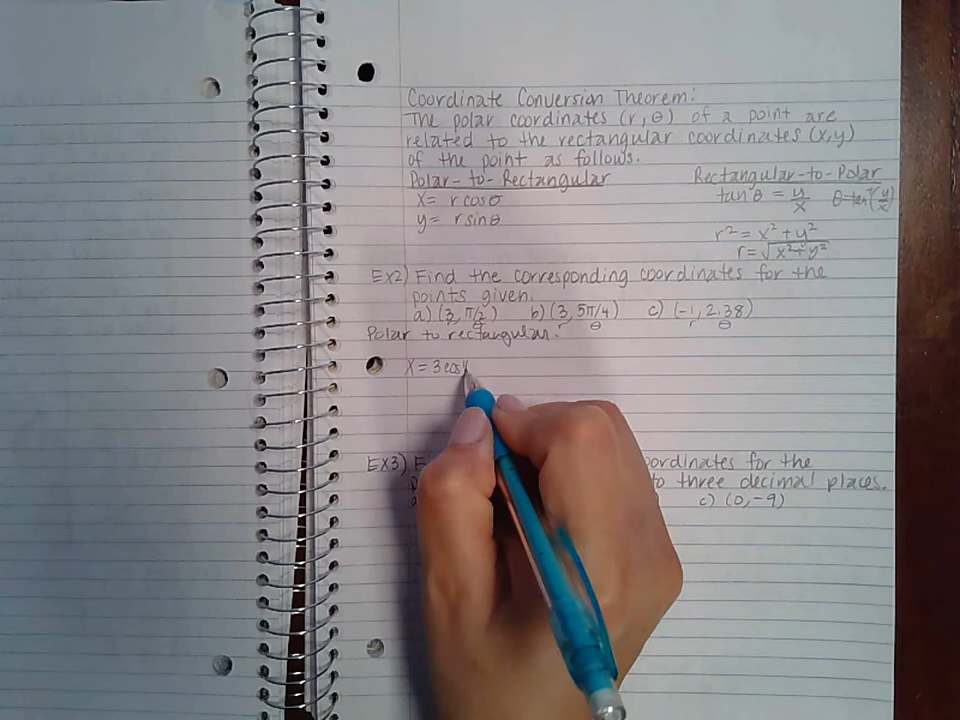 Coordinate Conversion Theorem:
The polar coordinates (r, θ) of a point are
related to the rectangular coordinates (x,y)
of the point as follows.
Polar-to-Rectangular
x = r cosθ
y = r sinθ
Rectangular-to-Polar
tan θ = y/x θ=tan⁻¹(y/x)
r² = x² + y²
r = √x²+y²
EX2) Find the corresponding coordinates for the
points given.
a) (3, π/2) b) (3, 5π/4) c) (-1, 2.38)
r θ r θ r θ
Polar to rectangular.
X = 3 cos
EX3)
ordinates for the
to three decimal places.
c) (0, -9)